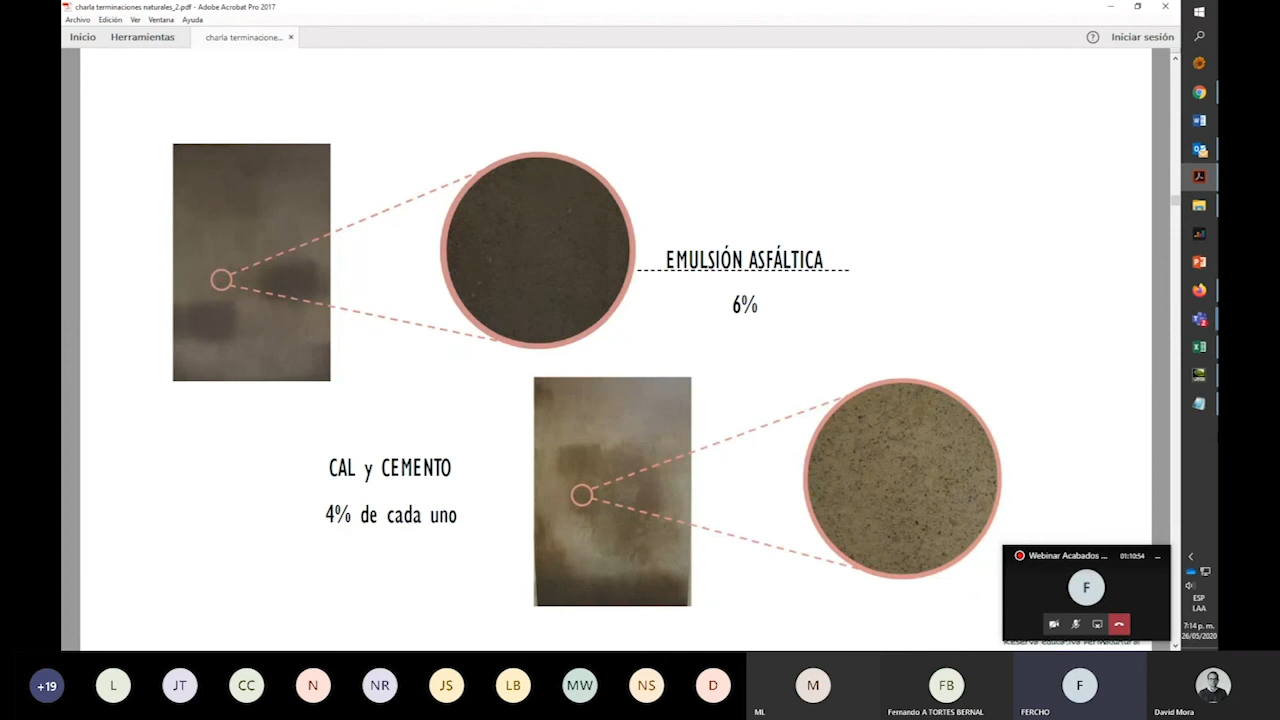 charla terminaciones naturales_2.pdf - Adobe Acrobat Pro 2017
Archivo Edición Ver Ventana Ayuda
Inicio Herramientas charla terminacione... × ? Iniciar sesión
EMULSIÓN ASFÁLTICA
6%
CAL y CEMENTO
4% de cada uno
Webinar Acabados ... 01:10:54
F
ESP
LAA
7:14 p. m.
26/05/2020
+19 L JT CC N NR JS LB MW NS D M FB F
ML Fernando A TORTES BERNAL FERCHO David Mora